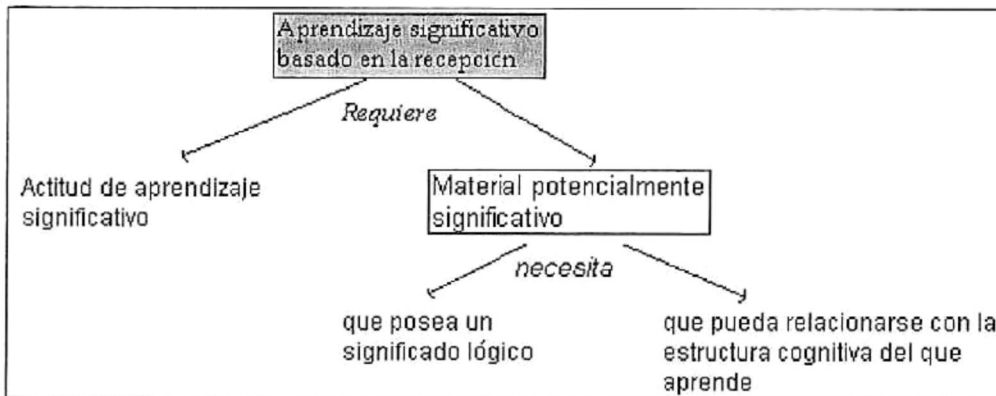 Aprendizaje significativo
basado en la recepción
Requiere
Actitud de aprendizaje
significativo
Material potencialmente
significativo
necesita
que posea un
significado lógico
que pueda relacionarse con la
estructura cognitiva del que
aprende